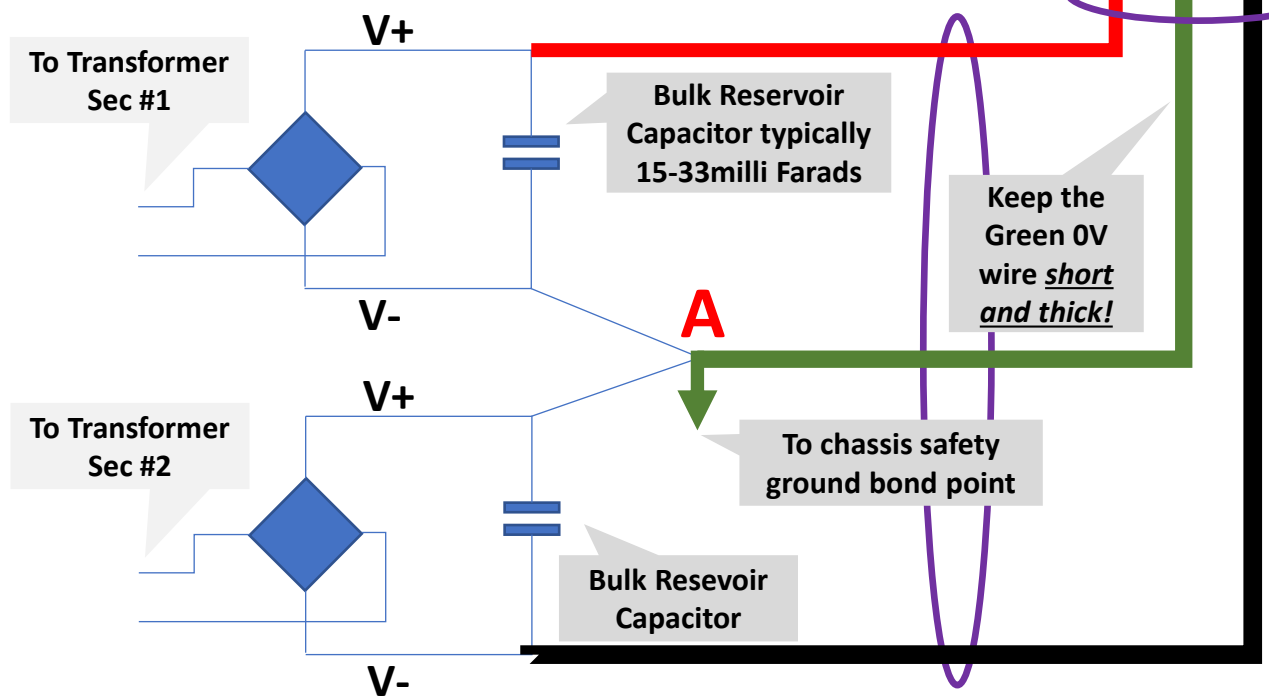 V+
To Transformer
Sec #1
Bulk Reservoir
Capacitor typically
15-33milli Farads
Keep the
Green 0V
wire short
and thick!
V-
A
V+
To Transformer
Sec #2
To chassis safety
ground bond point
Bulk Resevoir
Capacitor
V-